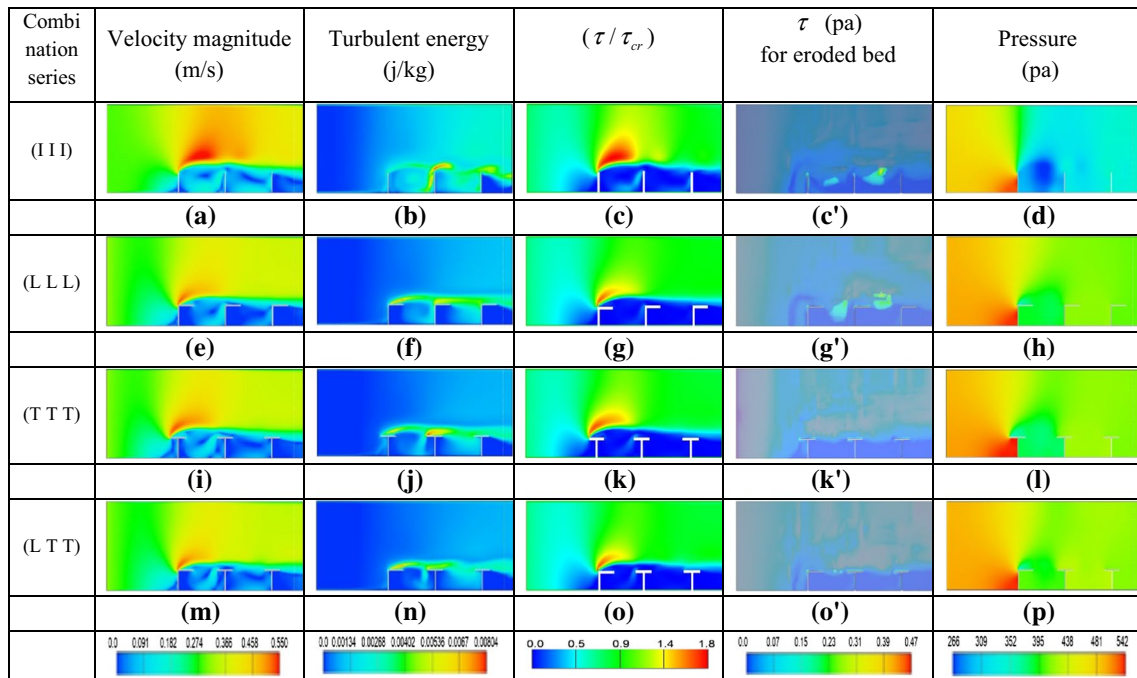 Combi
nation
series
Velocity magnitude
(m/s)
Turbulent energy
(j/kg)
(τ / τcr)
τ (pa)
for eroded bed
Pressure
(pa)
(I I I)
(a) (b) (c) (c') (d)
(L L L)
(e) (f) (g) (g') (h)
(T T T)
(i) (j) (k) (k') (l)
(L T T)
(m) (n) (o) (o') (p)
0.0 0.091 0.182 0.274 0.366 0.458 0.550
0.0 0.00134 0.00268 0.00402 0.00536 0.0067 0.00804
0.0 0.5 0.9 1.4 1.8
0.0 0.07 0.15 0.23 0.31 0.39 0.47
266 309 352 395 438 481 542